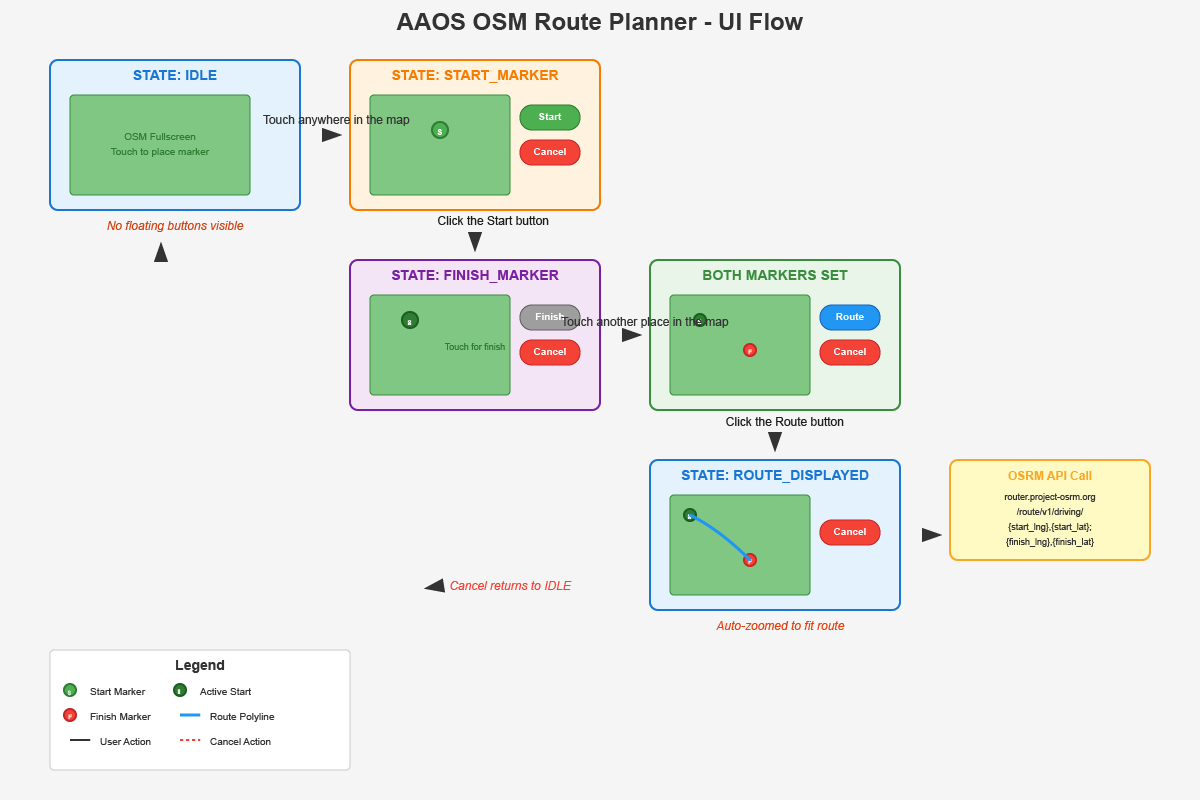 AAOS OSM Route Planner - UI Flow
STATE: IDLE
OSM Fullscreen
Touch to place marker
No floating buttons visible
Touch anywhere in the map
STATE: START_MARKER
S
Start
Cancel
Click the Start button
STATE: FINISH_MARKER
S
Touch for finish
Finish
Cancel
Touch another place in the map
BOTH MARKERS SET
F
Route
Cancel
Click the Route button
STATE: ROUTE_DISPLAYED
Cancel
Auto-zoomed to fit route
OSRM API Call
router.project-osrm.org
/route/v1/driving/
{start_lng},{start_lat};
{finish_lng},{finish_lat}
Cancel returns to IDLE
Legend
S
Start Marker
Active Start
F
Finish Marker
Route Polyline
User Action
Cancel Action